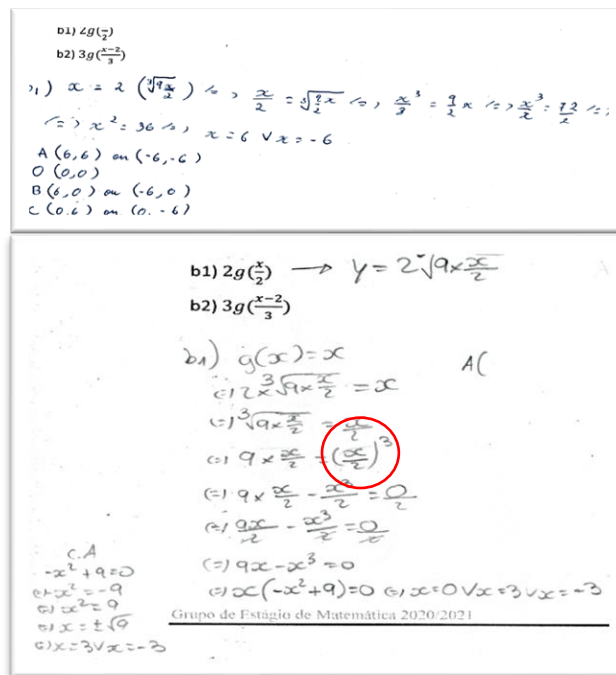 b1) 2g(x/2)
b2) 3g((x-2)/3)
b1) x = 2 (∛(9x/2)) <=> x/2 = ∛(9/2 x) <=> x³/8 = 9/2 x <=> x³/x = 72/2 <=>
<=> x² = 36 <=> x = 6 ∨ x = -6
A (6,6) ou (-6,-6)
O (0,0)
B (6,0) ou (-6,0)
C (0.6) ou (0. -6)
b1) 2g(x/2) → y = 2∛(9×x/2)
b2) 3g((x-2)/3)
b1) g(x) = x
A(
(=) 2×∛(9×x/2) = x
(=) ∛(9×x/2) = x/2
(=) 9 × x/2 = (x/2)³
(=) 9 × x/2 - x³/2 = 0/2
(=) 9x/2 - x³/2 = 0/2
(=) 9x - x³ = 0
(=) x(-x²+9) = 0 (=) x=0 ∨ x=3 ∨ x=-3
C.A
-x²+9=0
(=) -x²=-9
(=) x²=9
(=) x=±√9
(=) x=3 ∨ x=-3
Grupo de Estágio de Matemática 2020/2021